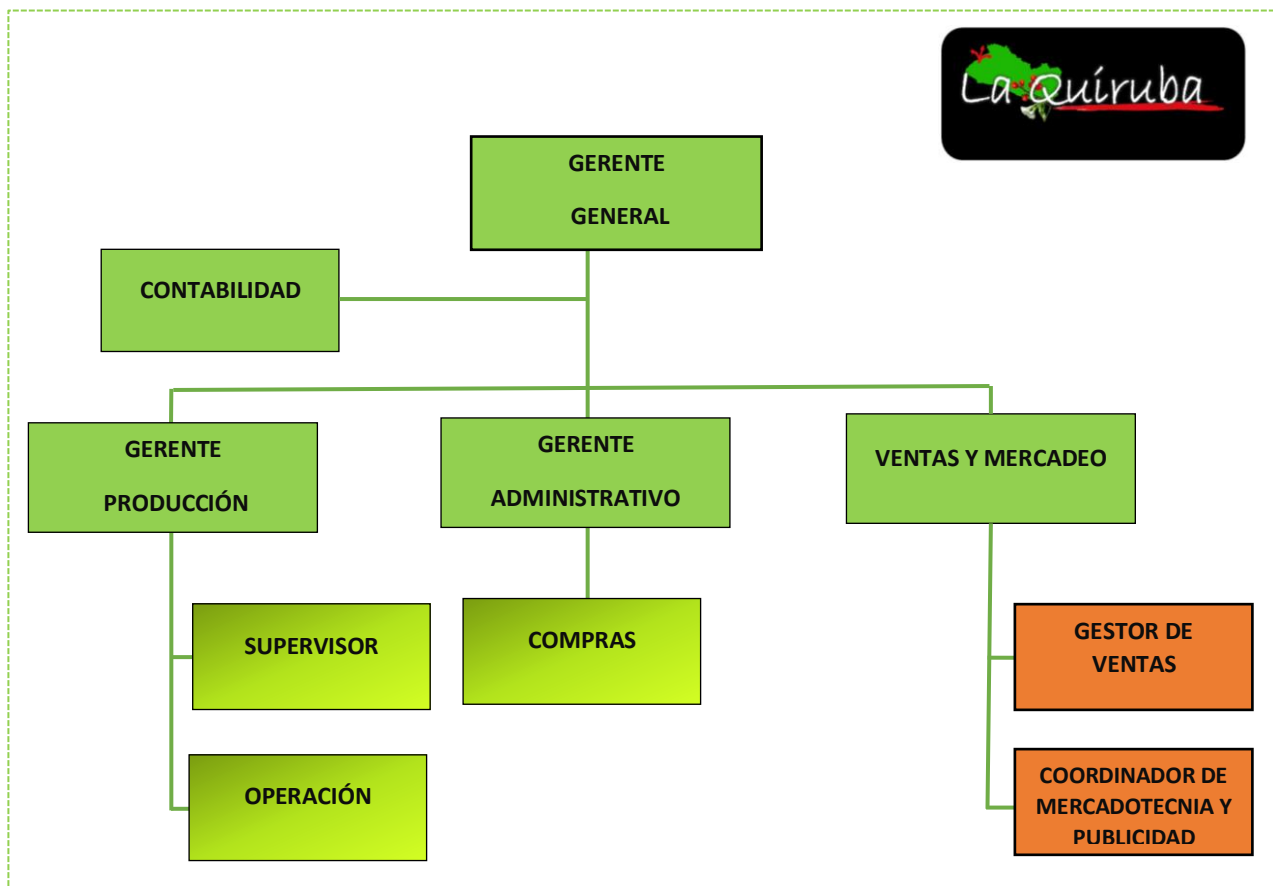 La Quiruba
GERENTE
GENERAL
CONTABILIDAD
GERENTE
PRODUCCIÓN
GERENTE
ADMINISTRATIVO
VENTAS Y MERCADEO
SUPERVISOR
COMPRAS
GESTOR DE
VENTAS
OPERACIÓN
COORDINADOR DE
MERCADOTECNIA Y
PUBLICIDAD